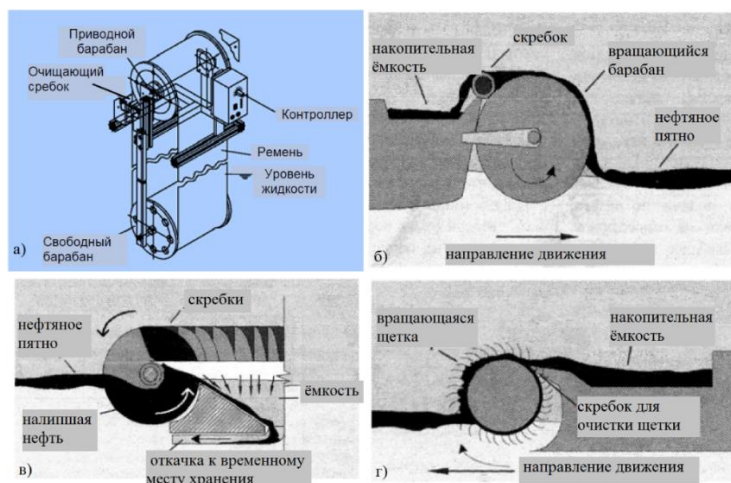 Приводной
барабан
Очищающий
сребок
Контроллер
Ремень
Уровень
жидкости
Свободный
барабан
а)
скребок
накопительная
ёмкость
вращающийся
барабан
нефтяное
пятно
направление движения
б)
скребки
нефтяное
пятно
ёмкость
налипшая
нефть
откачка к временному
месту хранения
в)
вращающаяся
щетка
накопительная
ёмкость
скребок для
очистки щетки
направление движения
г)